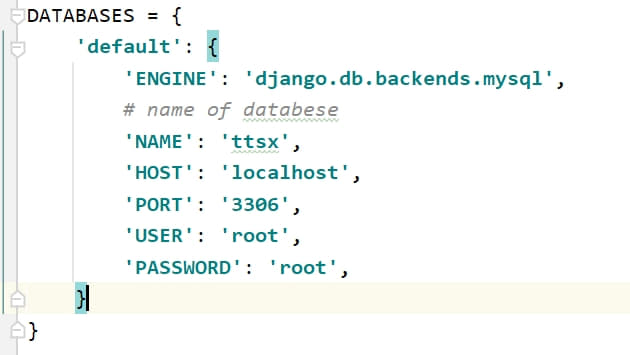 DATABASES = {
    'default': {
        'ENGINE': 'django.db.backends.mysql',
        # name of databese
        'NAME': 'ttsx',
        'HOST': 'localhost',
        'PORT': '3306',
        'USER': 'root',
        'PASSWORD': 'root',
    }
}